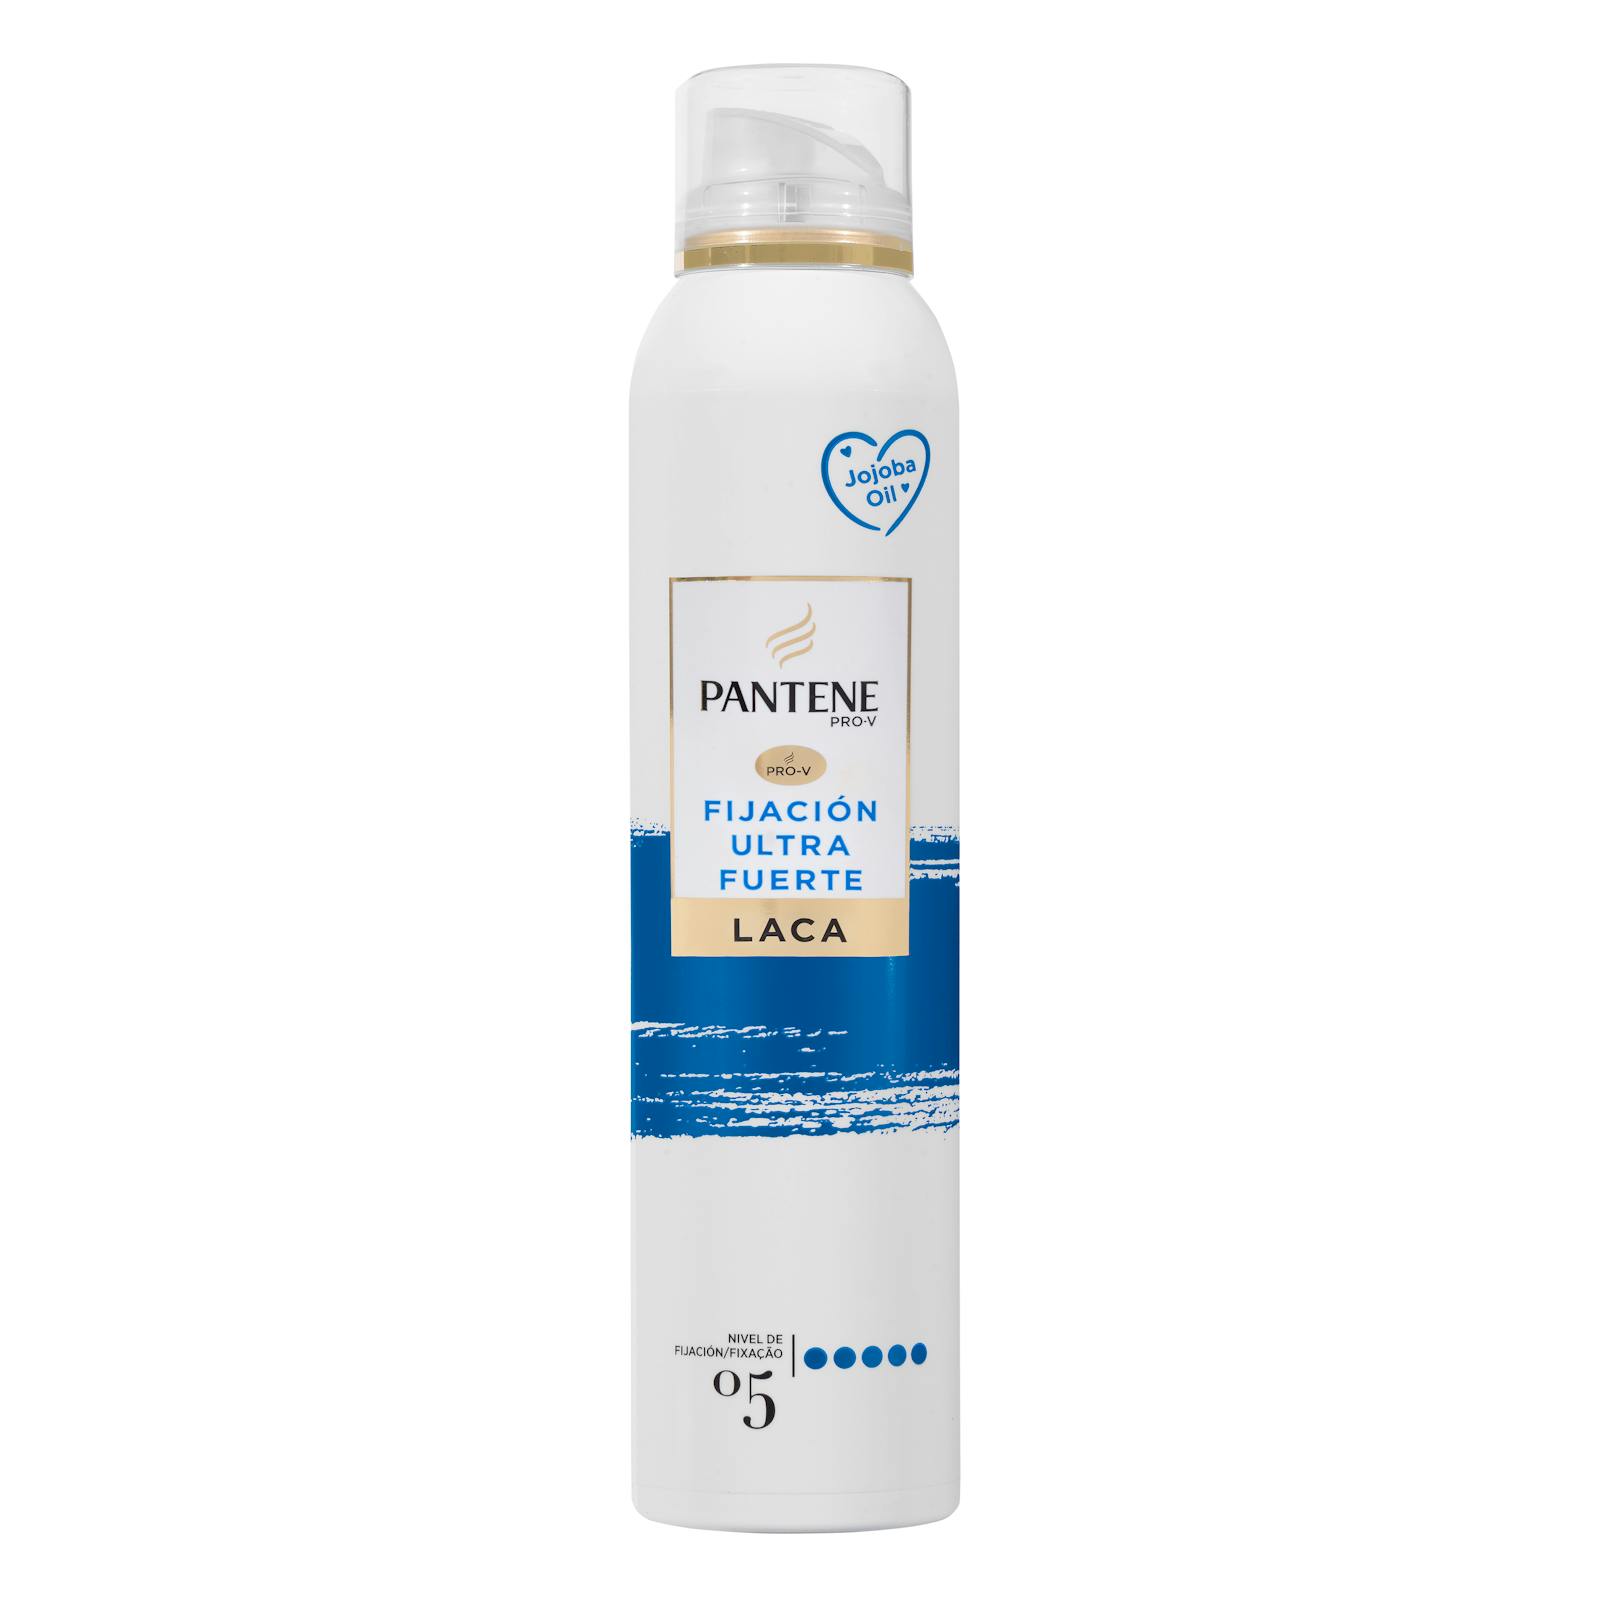 Jojoba
Oil
PANTENE
PRO-V
PRO-V
FIJACIÓN
ULTRA
FUERTE
LACA
NIVEL DE
FIJACIÓN/FIXAÇÃO
05